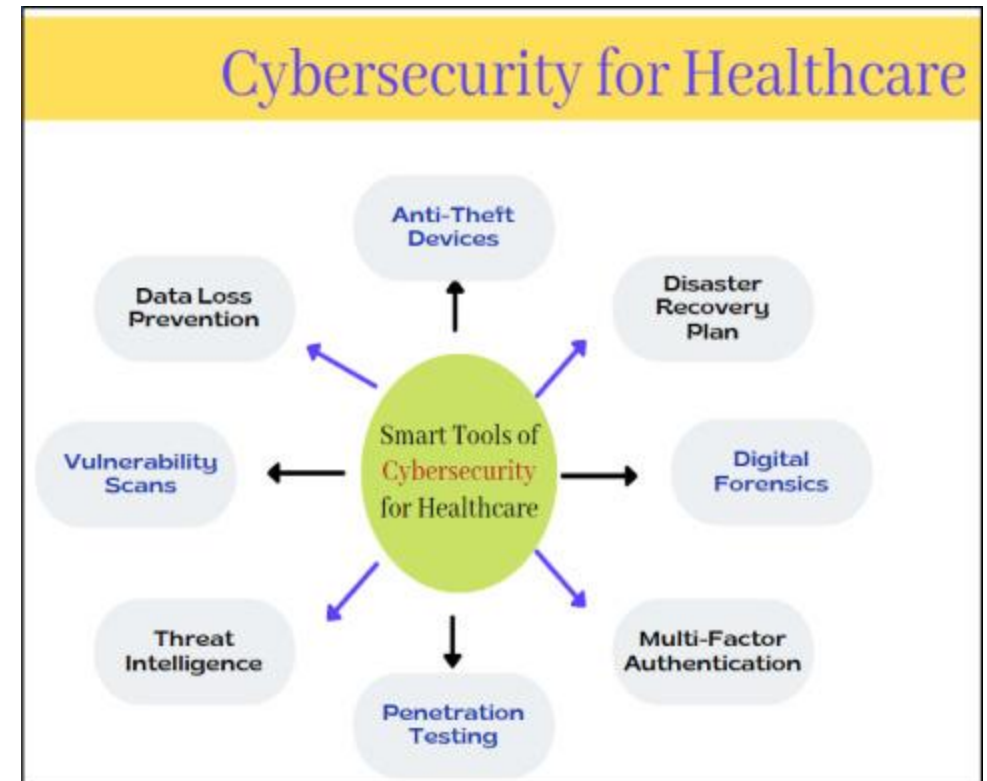 Cybersecurity for Healthcare
Anti-Theft
Devices
Data Loss
Prevention
Disaster
Recovery
Plan
Smart Tools of
Cybersecurity
for Healthcare
Vulnerability
Scans
Digital
Forensics
Threat
Intelligence
Multi-Factor
Authentication
Penetration
Testing